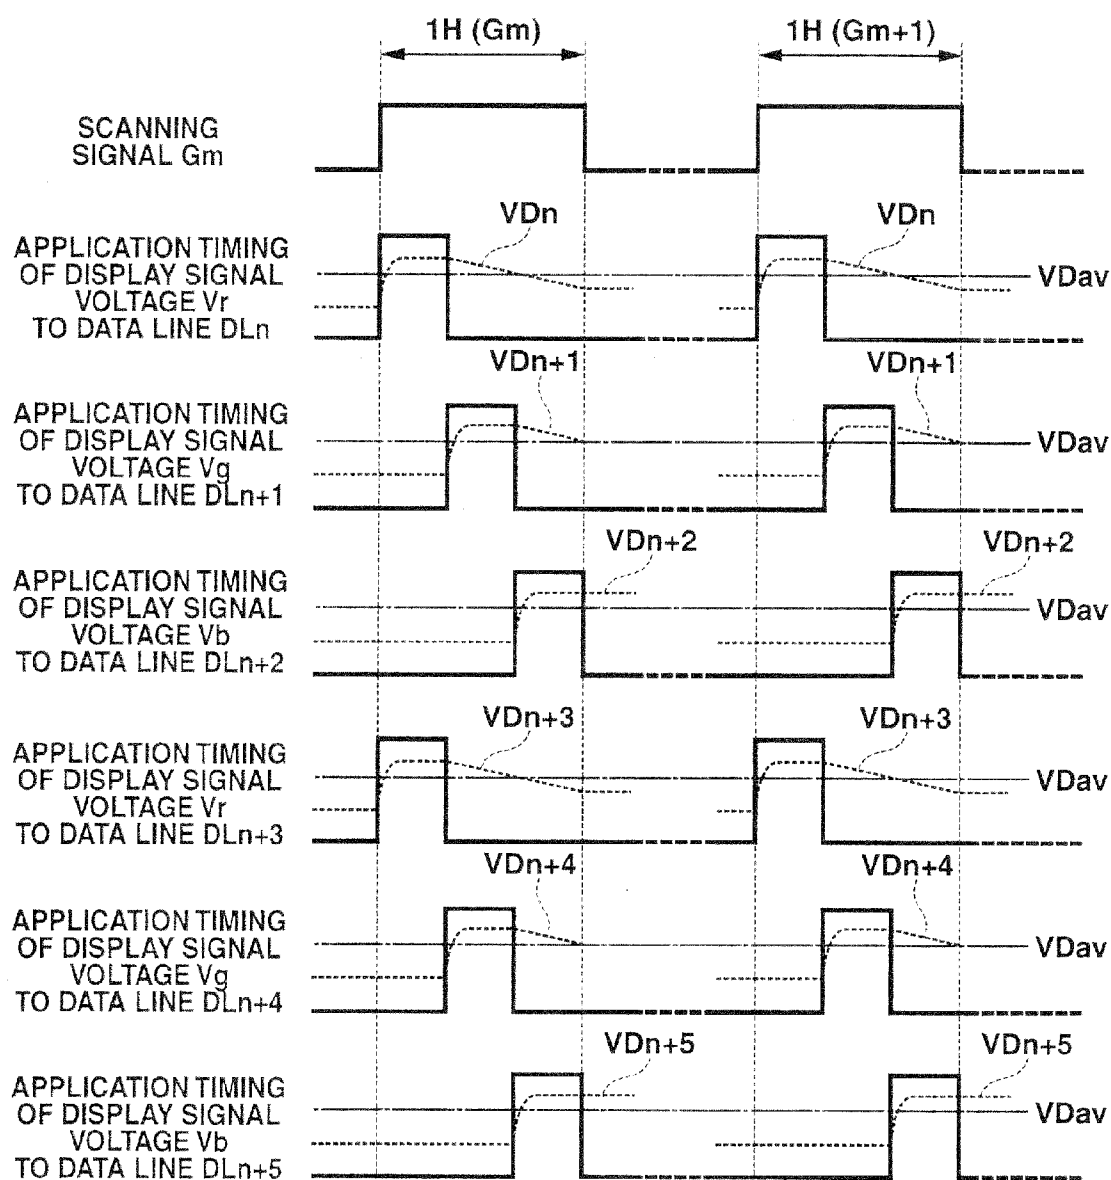 1H (Gm)
1H (Gm+1)
SCANNING
SIGNAL Gm
VDn
VDn
APPLICATION TIMING
OF DISPLAY SIGNAL
VOLTAGE Vr
TO DATA LINE DLn
VDav
VDn+1
VDn+1
APPLICATION TIMING
OF DISPLAY SIGNAL
VOLTAGE Vg
TO DATA LINE DLn+1
VDav
VDn+2
VDn+2
APPLICATION TIMING
OF DISPLAY SIGNAL
VOLTAGE Vb
TO DATA LINE DLn+2
VDav
VDn+3
VDn+3
APPLICATION TIMING
OF DISPLAY SIGNAL
VOLTAGE Vr
TO DATA LINE DLn+3
VDav
VDn+4
VDn+4
APPLICATION TIMING
OF DISPLAY SIGNAL
VOLTAGE Vg
TO DATA LINE DLn+4
VDav
VDn+5
VDn+5
APPLICATION TIMING
OF DISPLAY SIGNAL
VOLTAGE Vb
TO DATA LINE DLn+5
VDav